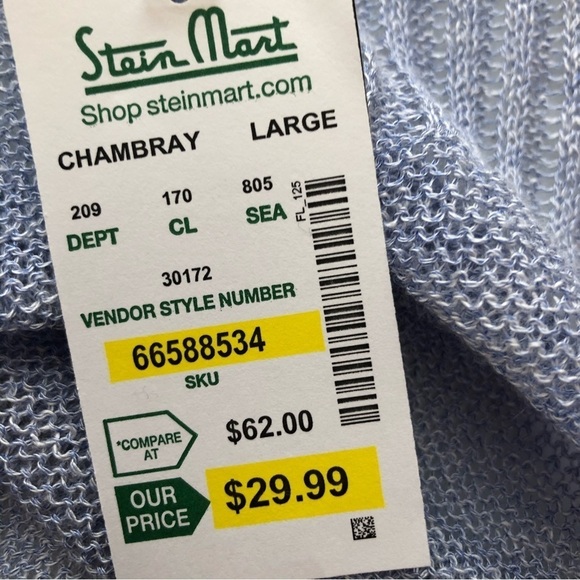 Stein Mart
Shop steinmart.com
CHAMBRAY LARGE
209 170 805
DEPT CL SEA
FL_125
30172
VENDOR STYLE NUMBER
66588534
SKU
*COMPARE AT $62.00
OUR PRICE $29.99